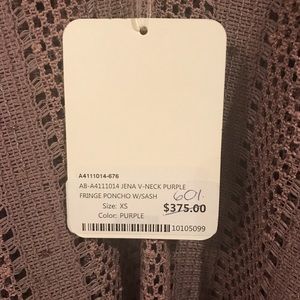 A4111014-676
AB-A4111014 JENA V-NECK PURPLE
FRINGE PONCHO W/SASH
601.
Size: XS
$375.00
Color: PURPLE
10105099